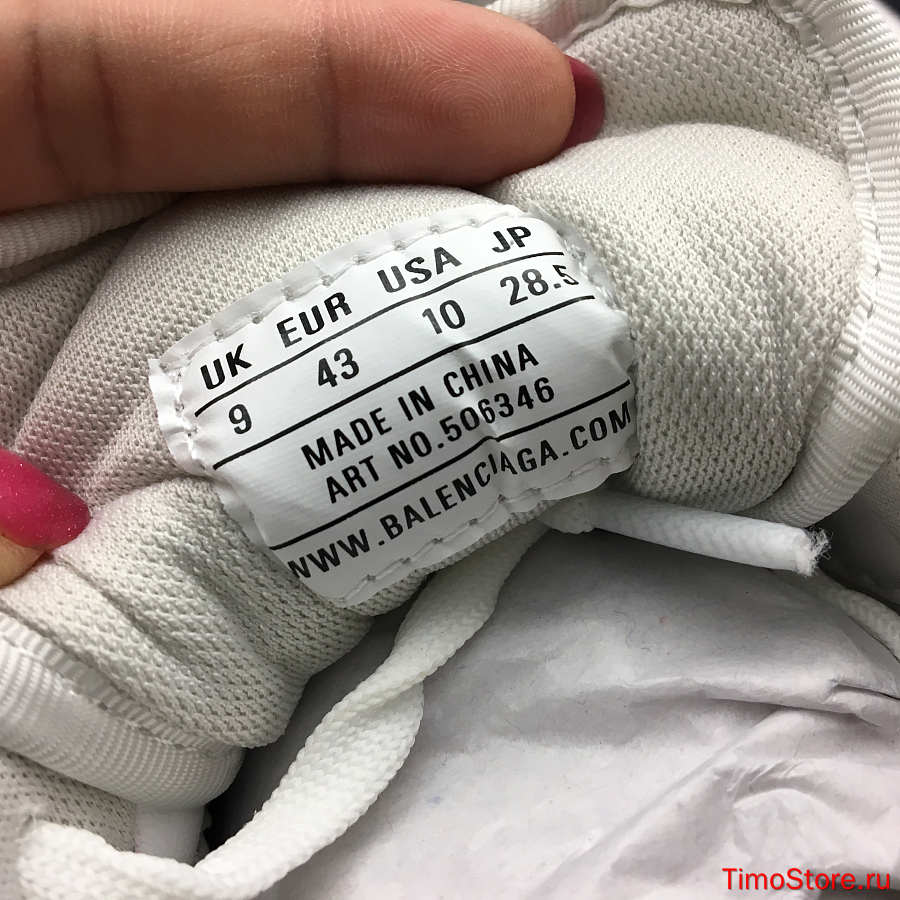 UK EUR USA JP
9 43 10 28.5
MADE IN CHINA
ART NO.506346
WWW.BALENCIAGA.COM
TimoStore.ru